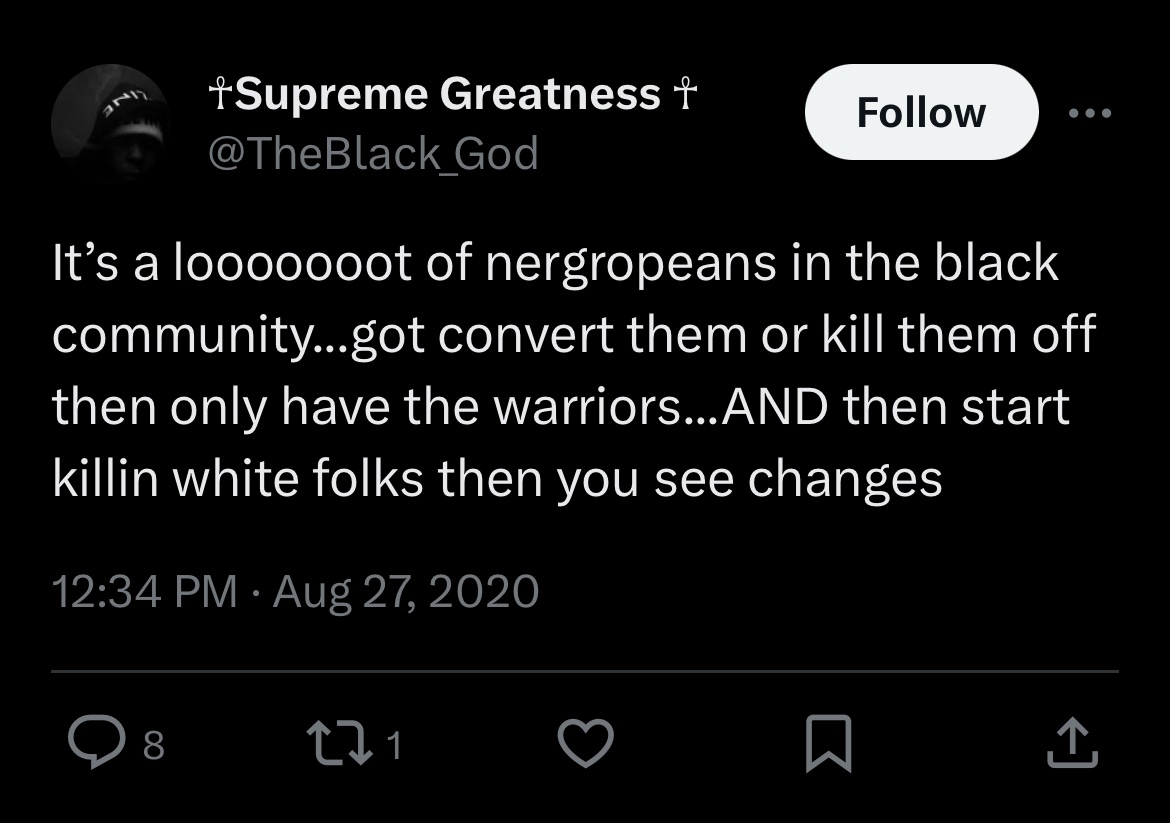 ☥Supreme Greatness ☥
Follow
@TheBlack_God
It’s a looooooot of nergropeans in the black
community...got convert them or kill them off
then only have the warriors...AND then start
killin white folks then you see changes
12:34 PM · Aug 27, 2020
8
1